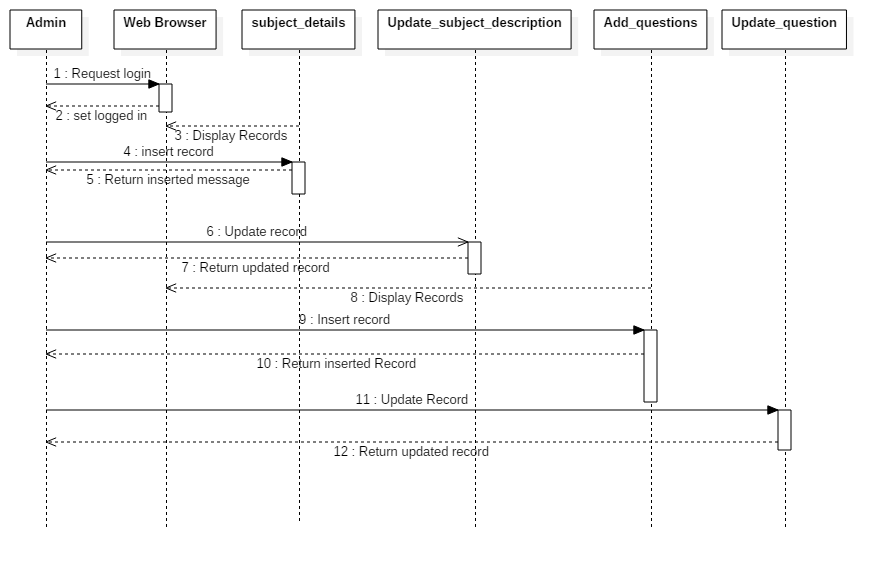 Admin
Web Browser
subject_details
Update_subject_description
Add_questions
Update_question
1 : Request login
2 : set logged in
3 : Display Records
4 : insert record
5 : Return inserted message
6 : Update record
7 : Return updated record
8 : Display Records
9 : Insert record
10 : Return inserted Record
11 : Update Record
12 : Return updated record